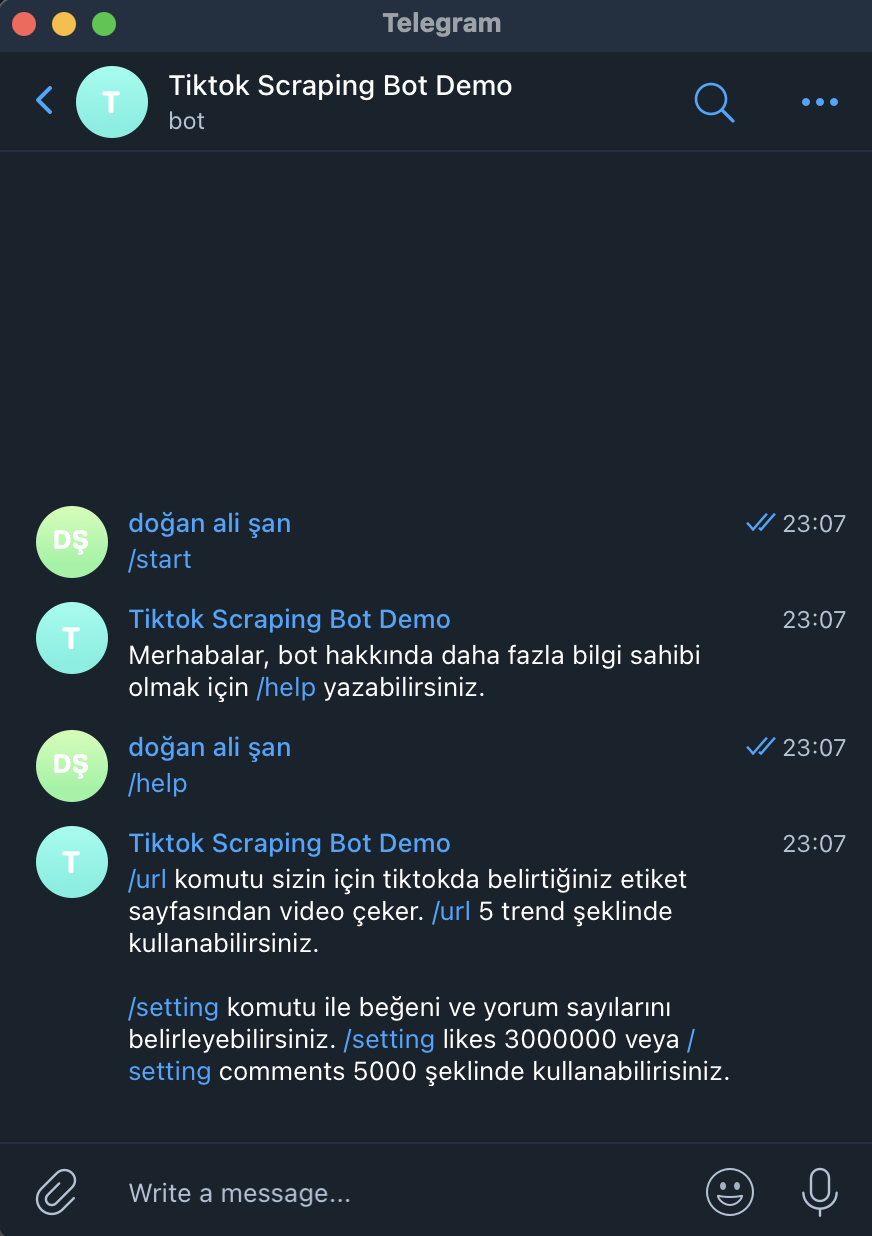 Telegram
T
Tiktok Scraping Bot Demo
bot
DŞ
doğan ali şan
23:07
/start
T
Tiktok Scraping Bot Demo
23:07
Merhabalar, bot hakkında daha fazla bilgi sahibi
olmak için /help yazabilirsiniz.
DŞ
doğan ali şan
23:07
/help
T
Tiktok Scraping Bot Demo
23:07
/url komutu sizin için tiktokda belirtiğiniz etiket
sayfasından video çeker. /url 5 trend şeklinde
kullanabilirsiniz.
/setting komutu ile beğeni ve yorum sayılarını
belirleyebilirsiniz. /setting likes 3000000 veya /
setting comments 5000 şeklinde kullanabilirisiniz.
Write a message...